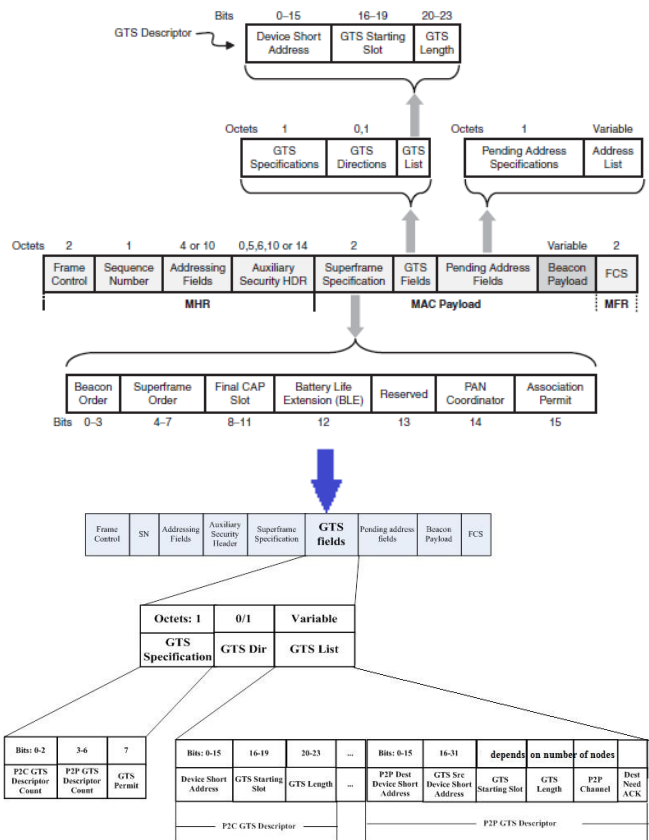 Bits 0–15 16–19 20–23
GTS Descriptor
Device Short Address GTS Starting Slot GTS Length
Octets 1 0,1
GTS Specifications GTS Directions GTS List
Octets 1 Variable
Pending Address Specifications Address List
Octets 2 1 4 or 10 0,5,6,10 or 14 2 Variable 2
Frame Control Sequence Number Addressing Fields Auxiliary Security HDR Superframe Specification GTS Fields Pending Address Fields Beacon Payload FCS
MHR MAC Payload MFR
Beacon Order Superframe Order Final CAP Slot Battery Life Extension (BLE) Reserved PAN Coordinator Association Permit
Bits 0–3 4–7 8–11 12 13 14 15
Frame Control SN Addressing Fields Auxiliary Security Header Superframe Specification GTS fields Pending address fields Beacon Payload FCS
Octets: 1 0/1 Variable
GTS Specification GTS Dir GTS List
Bits: 0-2 3-6 7
P2C GTS Descriptor Count P2P GTS Descriptor Count GTS Permit
Bits: 0-15 16-19 20-23 ... Bits: 0-15 16-31 depends on number of nodes
Device Short Address GTS Starting Slot GTS Length ... P2P Dest Device Short Address GTS Src Device Short Address GTS Starting Slot GTS Length P2P Channel Dest Need ACK
P2C GTS Descriptor P2P GTS Descriptor